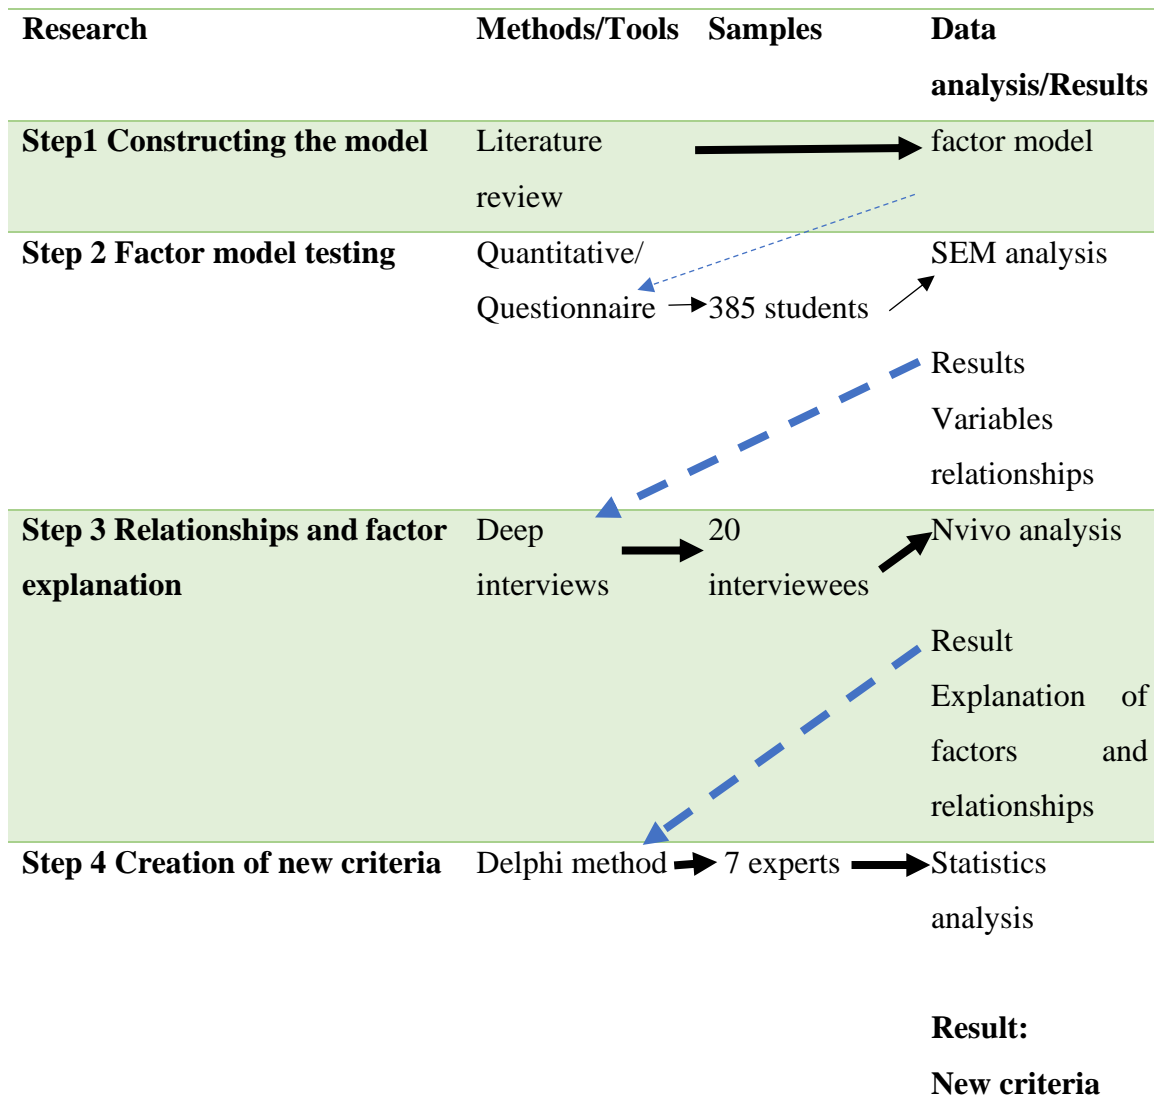 Research Methods/Tools Samples Data
analysis/Results
Step1 Constructing the model Literature factor model
review
Step 2 Factor model testing Quantitative/ SEM analysis
Questionnaire 385 students
Results
Variables
relationships
Step 3 Relationships and factor Deep 20 Nvivo analysis
explanation interviews interviewees
Result
Explanation of
factors and
relationships
Step 4 Creation of new criteria Delphi method 7 experts Statistics
analysis
Result:
New criteria